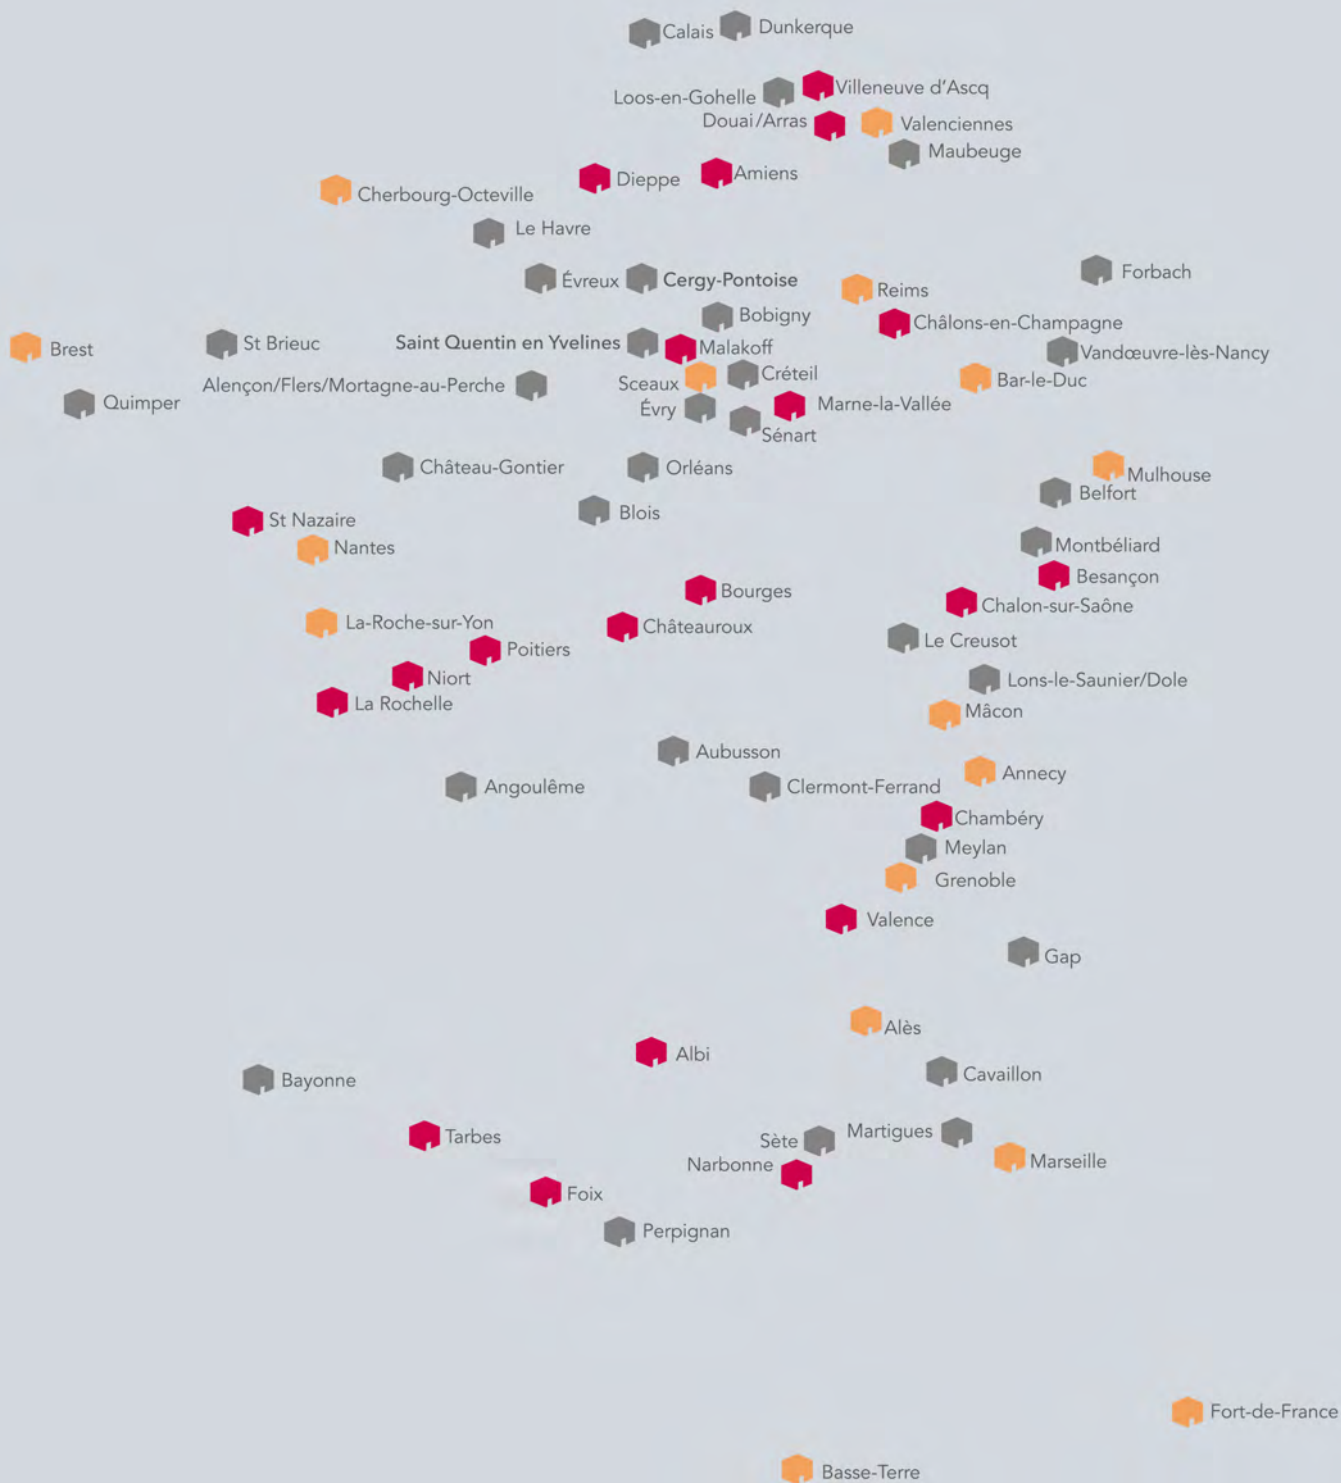 Calais
Dunkerque
Villeneuve d'Ascq
Loos-en-Gohelle
Douai/Arras
Valenciennes
Maubeuge
Dieppe
Amiens
Cherbourg-Octeville
Le Havre
Forbach
Évreux
Cergy-Pontoise
Reims
Bobigny
Châlons-en-Champagne
Brest
St Brieuc
Saint Quentin en Yvelines
Malakoff
Vandœuvre-lès-Nancy
Alençon/Flers/Mortagne-au-Perche
Sceaux
Créteil
Bar-le-Duc
Quimper
Évry
Marne-la-Vallée
Sénart
Château-Gontier
Orléans
Mulhouse
Belfort
Blois
St Nazaire
Nantes
Montbéliard
Besançon
Bourges
Chalon-sur-Saône
La-Roche-sur-Yon
Châteauroux
Le Creusot
Poitiers
Niort
Lons-le-Saunier/Dole
La Rochelle
Mâcon
Aubusson
Annecy
Angoulême
Clermont-Ferrand
Chambéry
Meylan
Grenoble
Valence
Gap
Alès
Albi
Cavaillon
Bayonne
Tarbes
Sète
Martigues
Narbonne
Marseille
Foix
Perpignan
Fort-de-France
Basse-Terre